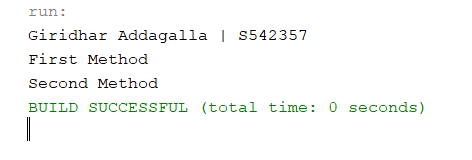 run:
Giridhar Addagalla | S542357
First Method
Second Method
BUILD SUCCESSFUL (total time: 0 seconds)